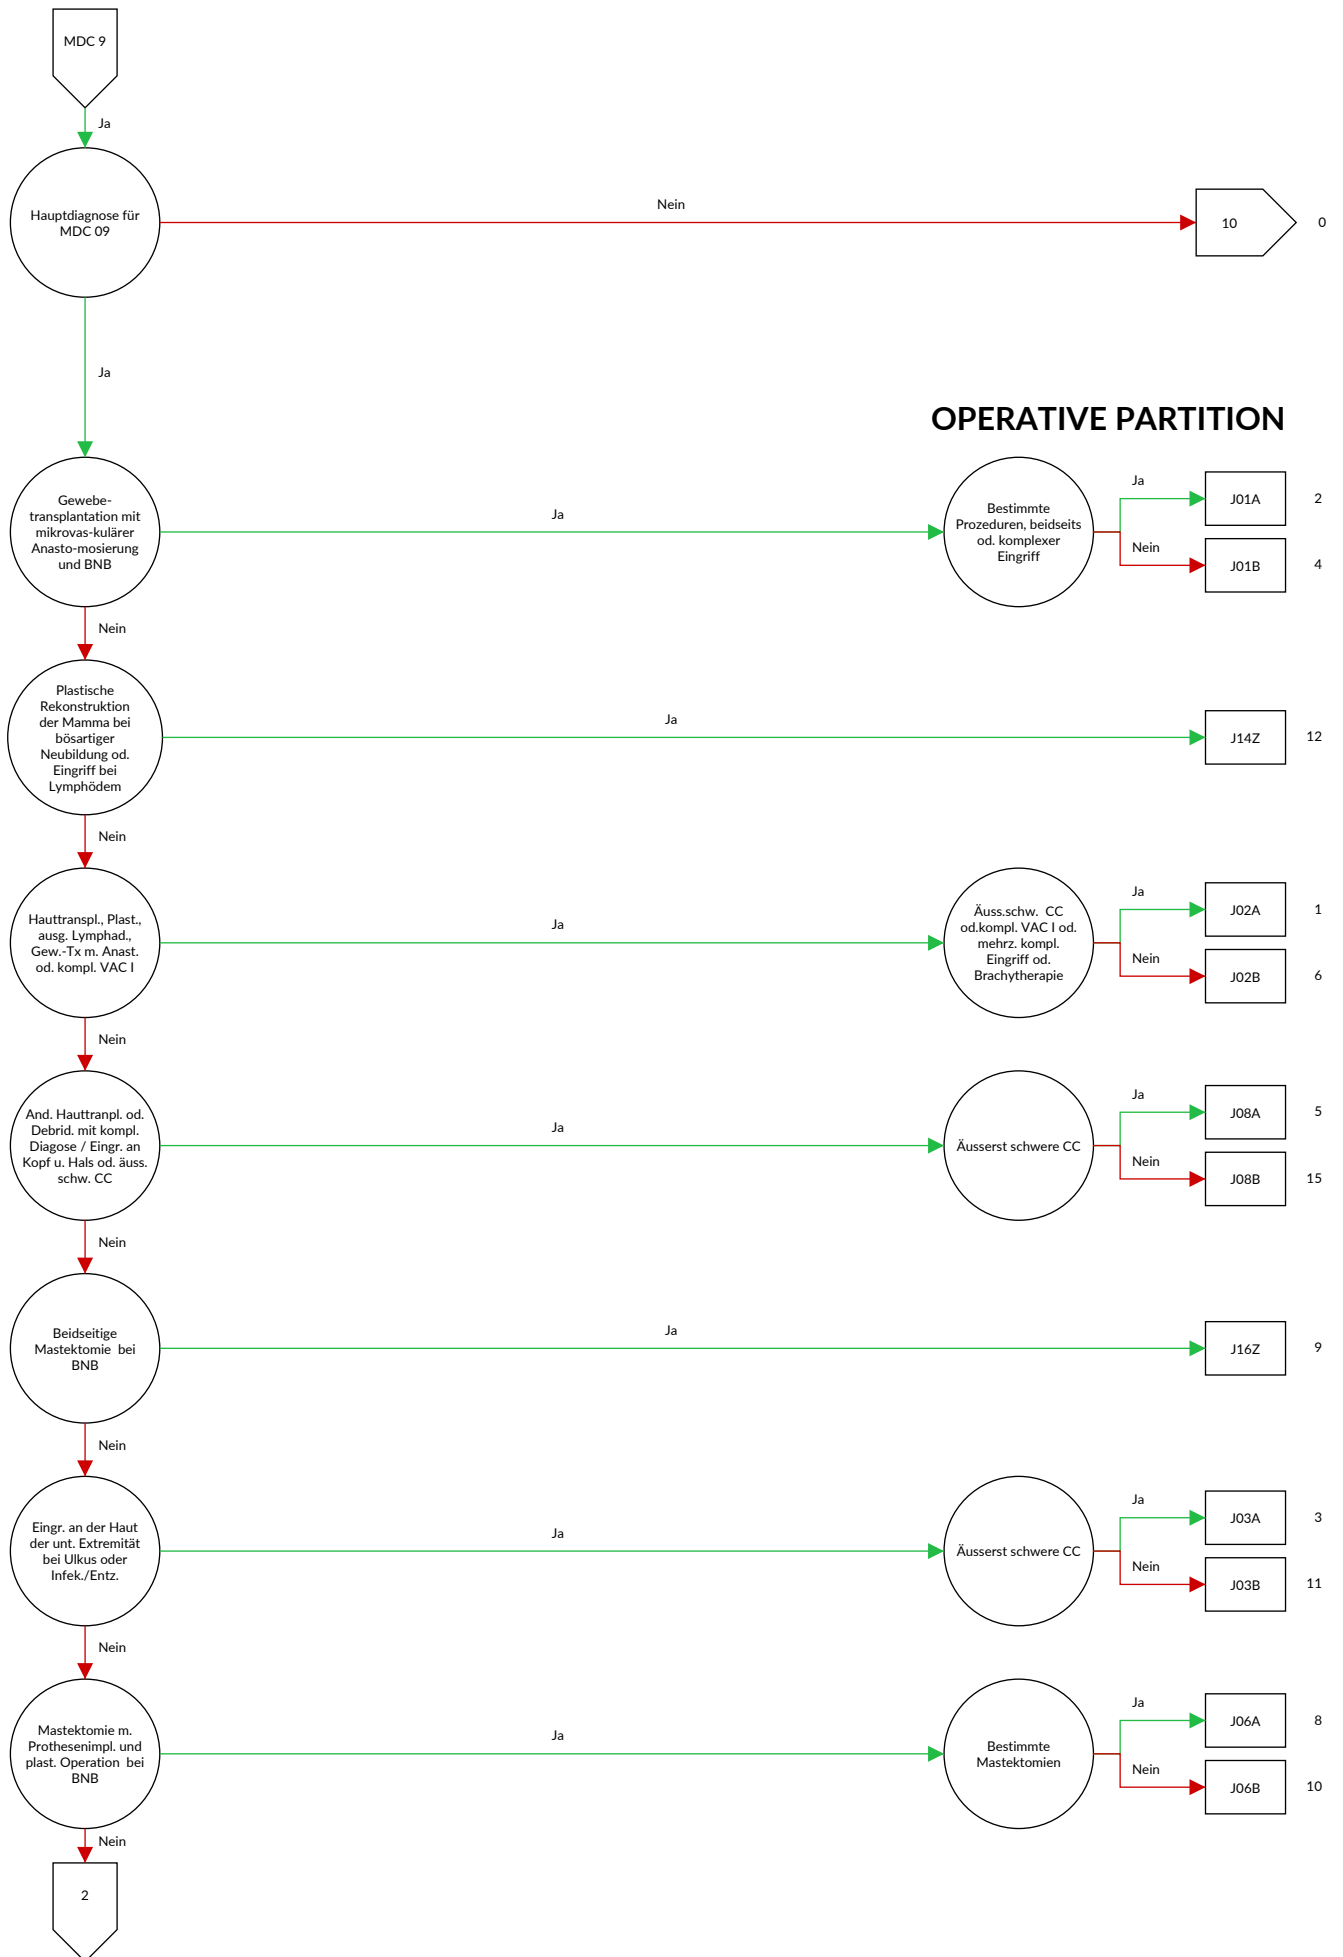 MDC 9
Ja
Hauptdiagnose für
MDC 09
Nein
10
0
Ja
OPERATIVE PARTITION
Gewebe-
transplantation mit
mikrovas-kulärer
Anasto-mosierung
und BNB
Ja
Bestimmte
Prozeduren, beidseits
od. komplexer
Eingriff
Ja
J01A
2
Nein
J01B
4
Nein
Plastische
Rekonstruktion
der Mamma bei
bösartiger
Neubildung od.
Eingriff bei
Lymphödem
Ja
J14Z
12
Nein
Hauttranspl., Plast.,
ausg. Lymphad.,
Gew.-Tx m. Anast.
od. kompl. VAC I
Ja
Äuss.schw. CC
od.kompl. VAC I od.
mehrz. kompl.
Eingriff od.
Brachytherapie
Ja
J02A
1
Nein
J02B
6
Nein
And. Hauttranpl. od.
Debrid. mit kompl.
Diagose / Eingr. an
Kopf u. Hals od. äuss.
schw. CC
Ja
Äusserst schwere CC
Ja
J08A
5
Nein
J08B
15
Nein
Beidseitige
Mastektomie bei
BNB
Ja
J16Z
9
Nein
Eingr. an der Haut
der unt. Extremität
bei Ulkus oder
Infek./Entz.
Ja
Äusserst schwere CC
Ja
J03A
3
Nein
J03B
11
Nein
Mastektomie m.
Prothesenimpl. und
plast. Operation bei
BNB
Ja
Bestimmte
Mastektomien
Ja
J06A
8
Nein
J06B
10
Nein
2